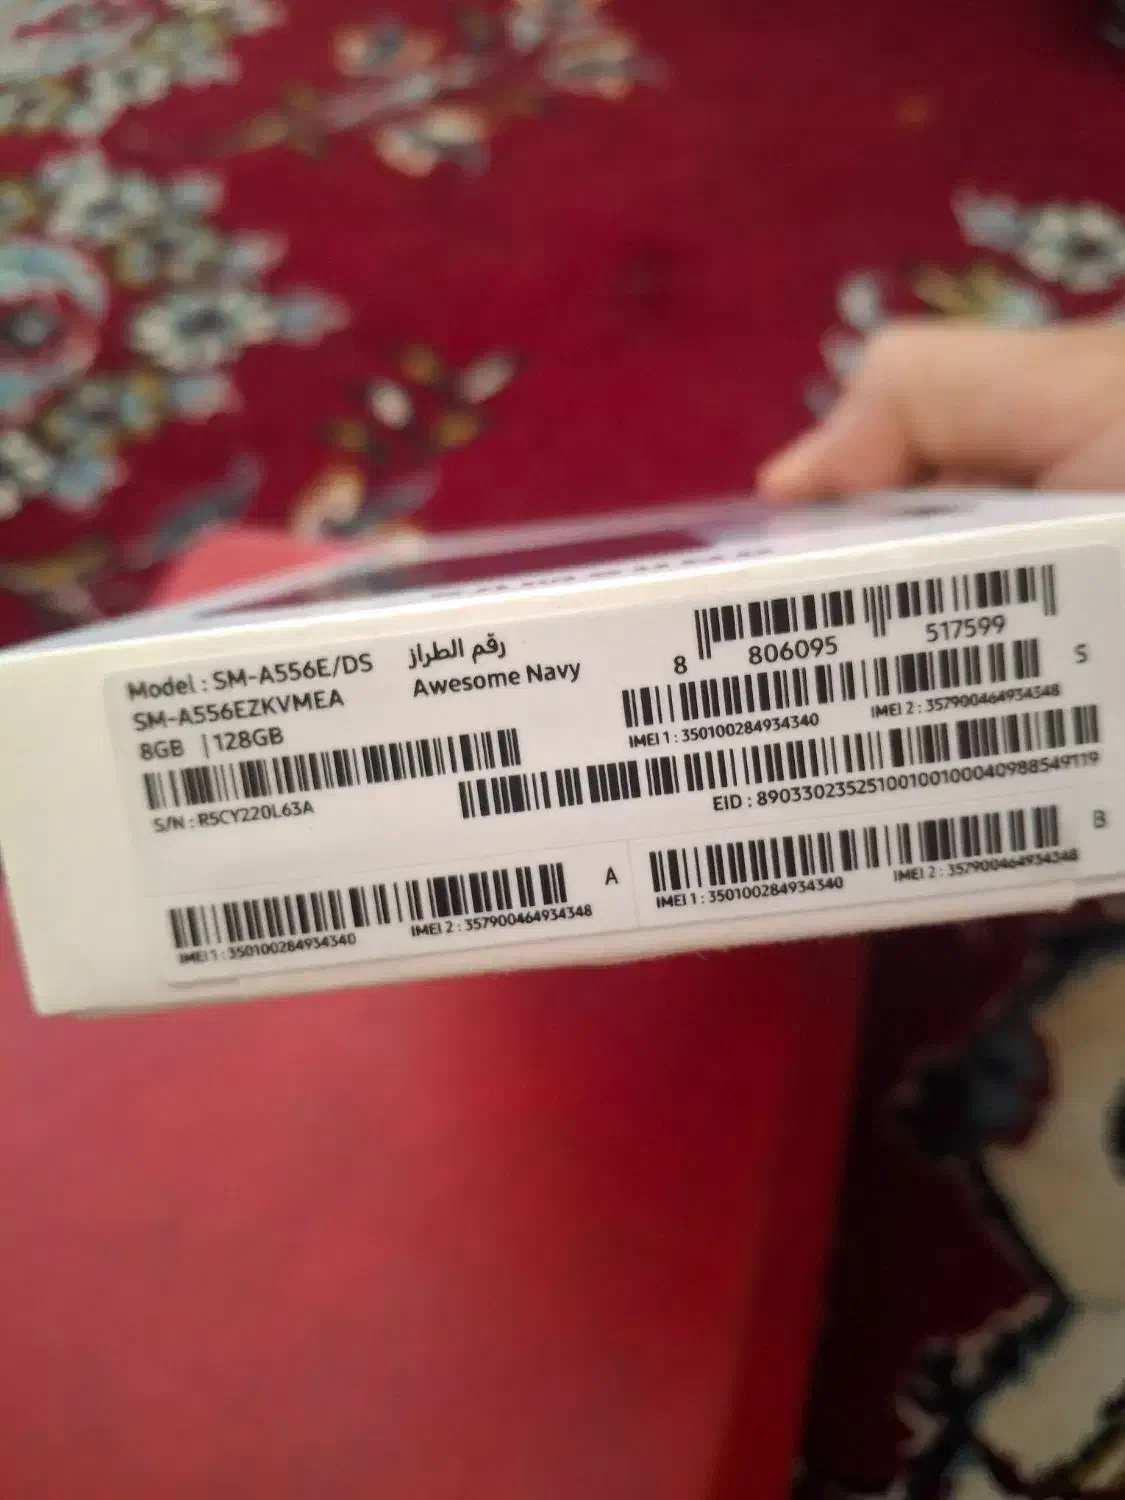 Model : SM-A556E/DS رقم الطراز
SM-A556EZKVMEA Awesome Navy
8GB | 128GB
S/N : R5CY220L63A
8 806095 517599
S
IMEI 1 : 350100284934340 IMEI 2 : 357900464934348
EID : 89033023525100100100040988549119
A
IMEI 1 : 350100284934340 IMEI 2 : 357900464934348
B
IMEI 1 : 350100284934340 IMEI 2 : 357900464934348